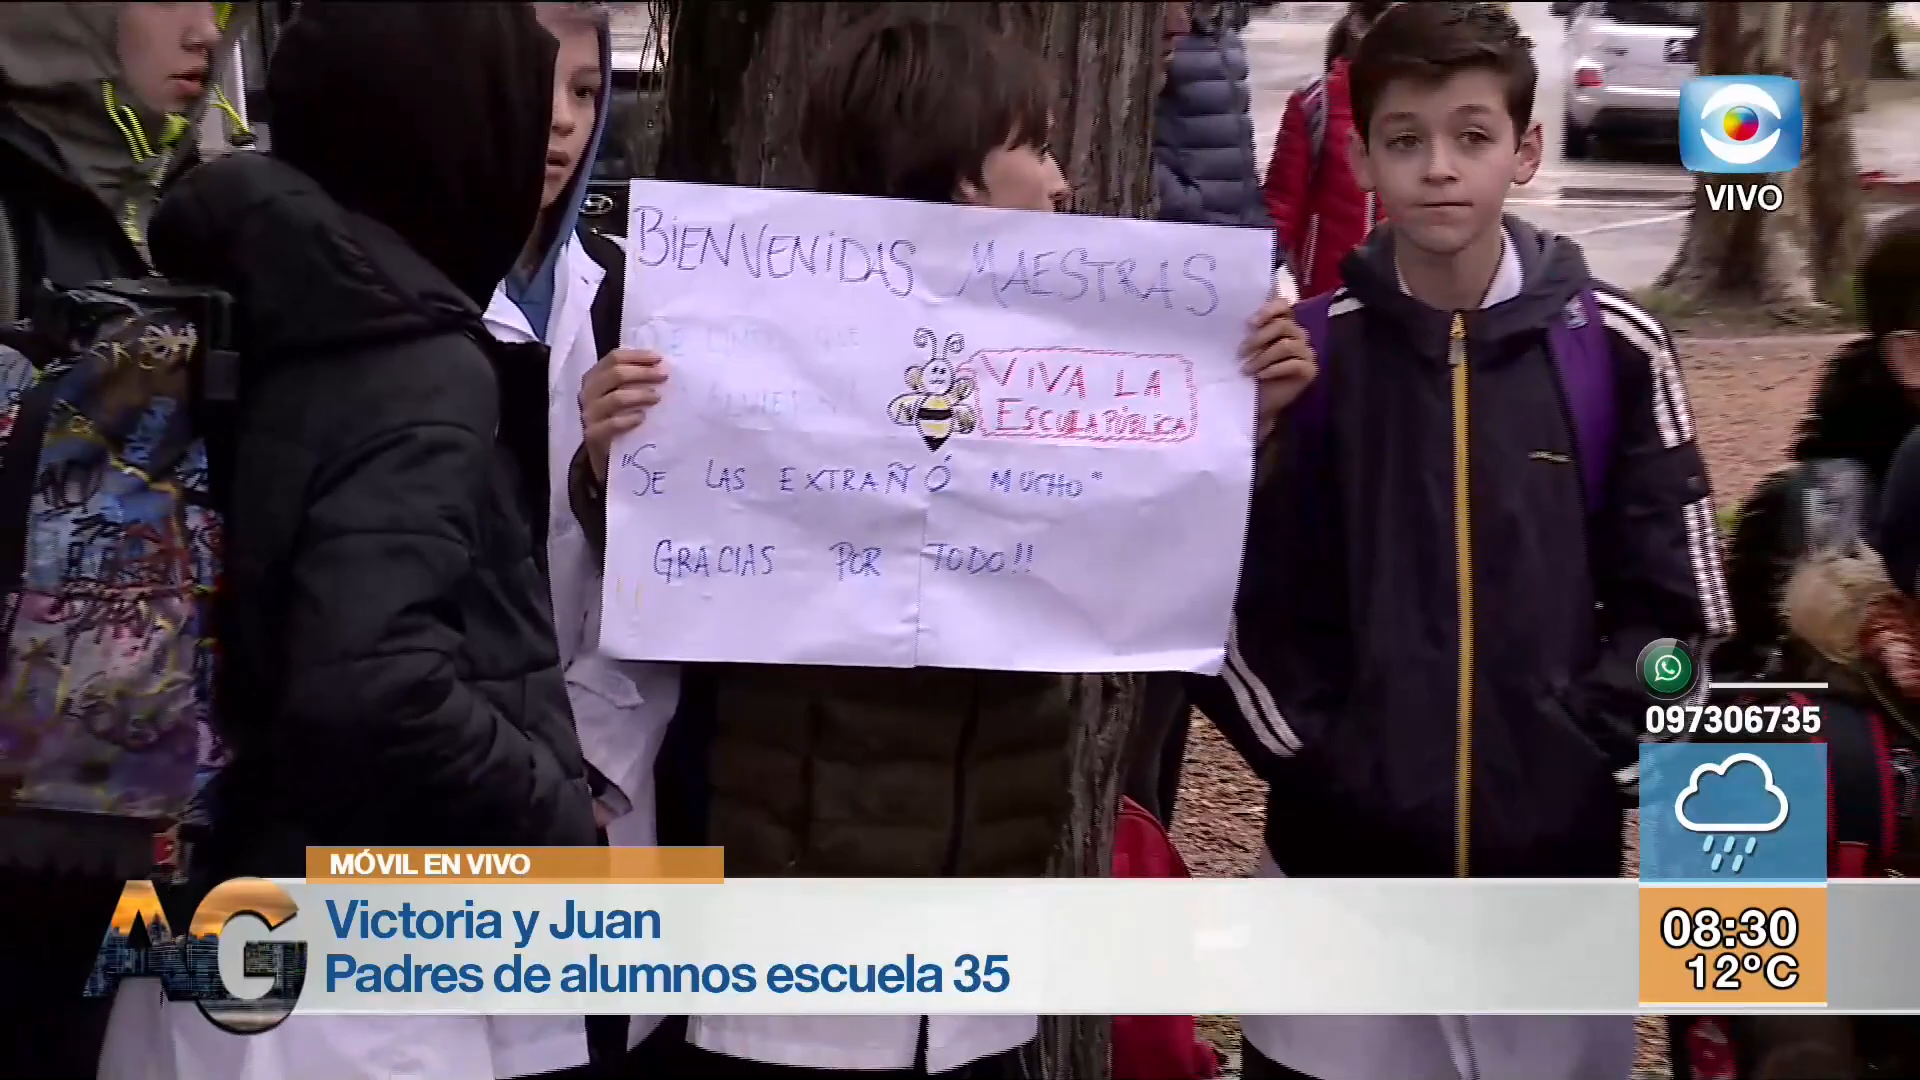 VIVO
BIENVENIDAS MAESTRAS
VIVA LA
ESCUELA PÚBLICA
"SE LAS EXTRAÑÓ MUCHO"
GRACIAS POR TODO!!
097306735
MÓVIL EN VIVO
AG
Victoria y Juan
Padres de alumnos escuela 35
08:30
12°C